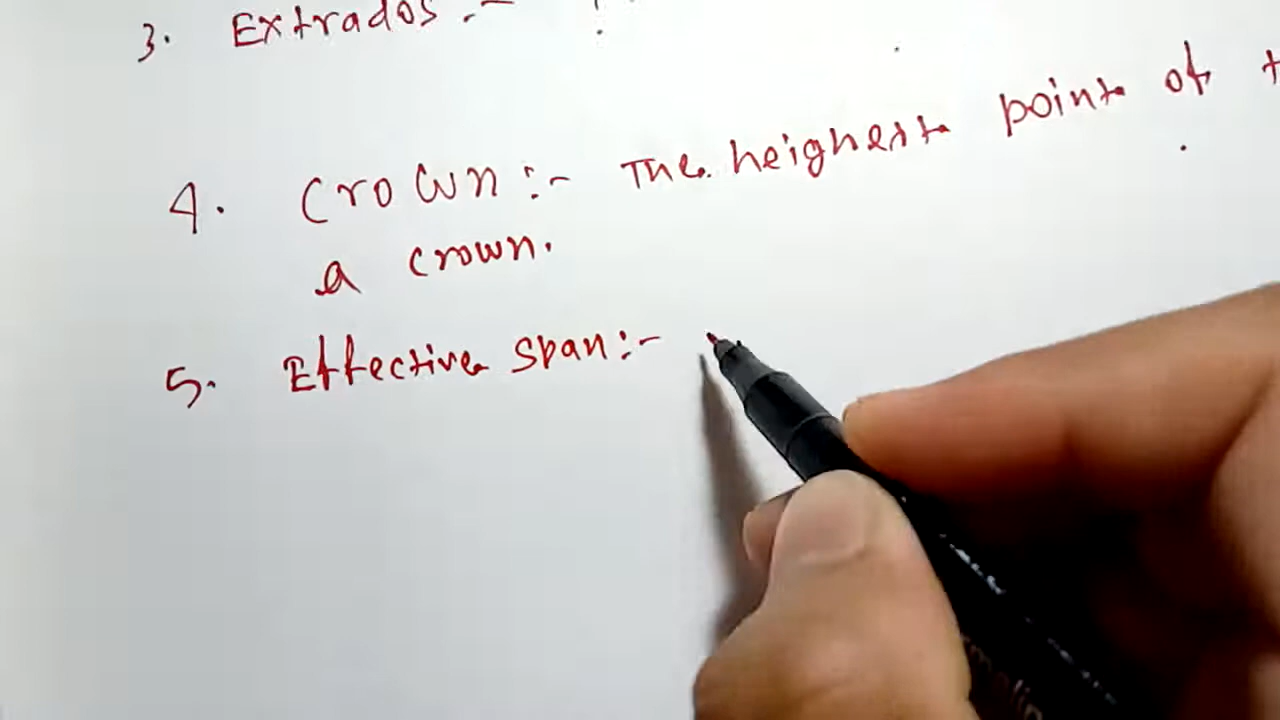 3. Extrados :-
4. Crown :- The heighest point of
a crown.
5. Effective span :-